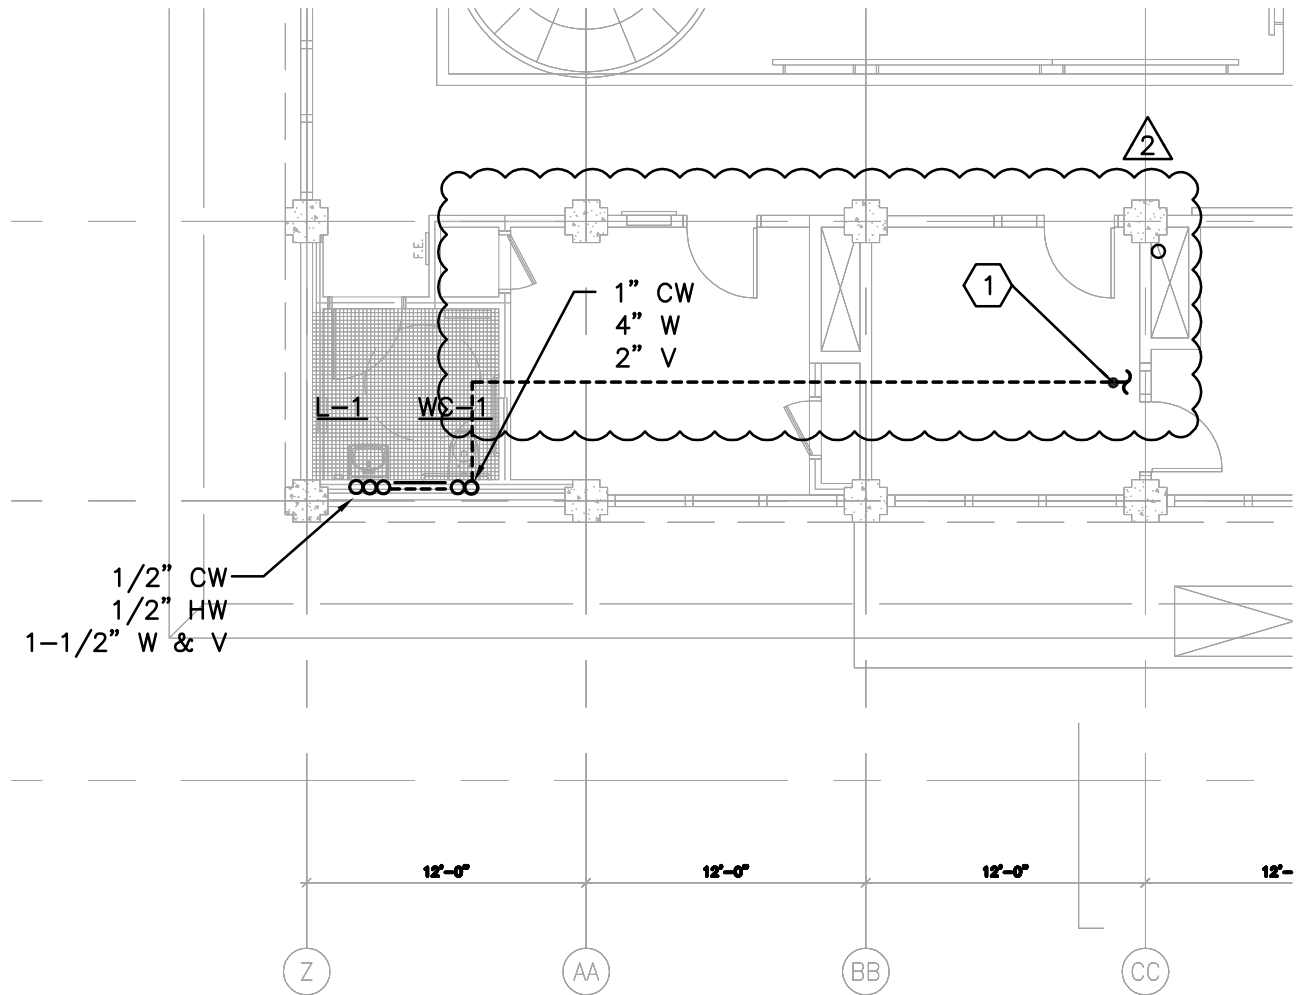 2
F.E.
1
1” CW
4” W
2” V
L-1
WC-1
1/2” CW
1/2” HW
1-1/2” W & V
12'-0"
12'-0"
12'-0"
12'-
Z
AA
BB
CC